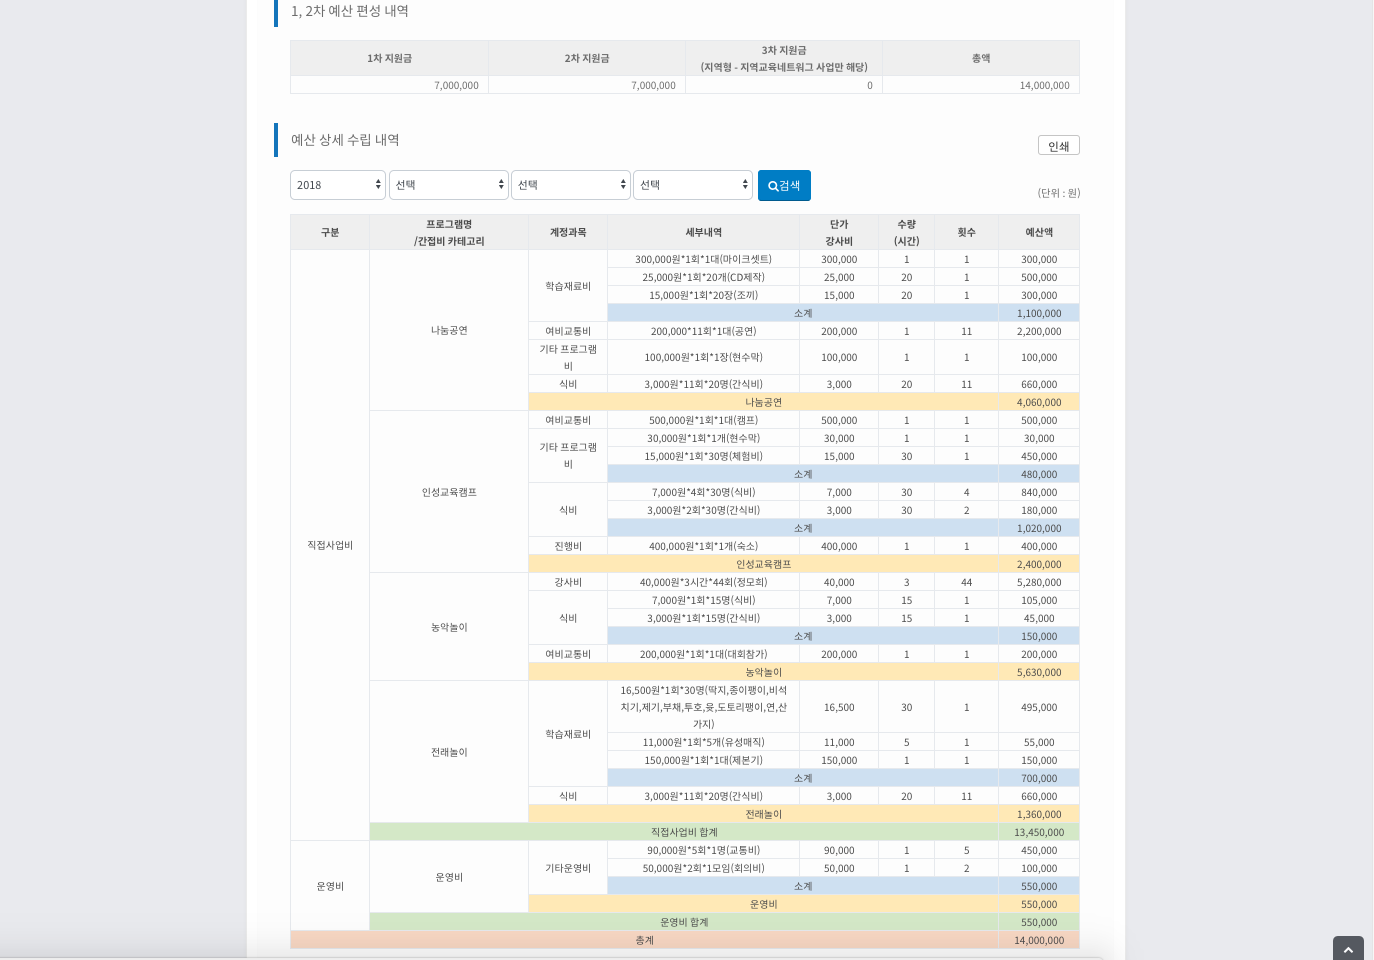 1, 2차 예산 편성 내역
1차 지원금 2차 지원금 3차 지원금 총액
(지역형 - 지역교육네트워그 사업만 해당)
7,000,000 7,000,000 0 14,000,000
예산 상세 수립 내역
인쇄
2018 선택 선택 선택 검색
(단위 : 원)
구분 프로그램명 계정과목 세부내역 단가 수량 횟수 예산액
/간접비 카테고리 강사비 (시간)
300,000원*1회*1대(마이크셋트) 300,000 1 1 300,000
25,000원*1회*20개(CD제작) 25,000 20 1 500,000
학습재료비
15,000원*1회*20장(조끼) 15,000 20 1 300,000
소계 1,100,000
나눔공연
여비교통비 200,000*11회*1대(공연) 200,000 1 11 2,200,000
기타 프로그램
비
100,000원*1회*1장(현수막) 100,000 1 1 100,000
식비 3,000원*11회*20명(간식비) 3,000 20 11 660,000
나눔공연 4,060,000
여비교통비 500,000원*1회*1대(캠프) 500,000 1 1 500,000
30,000원*1회*1개(현수막) 30,000 1 1 30,000
기타 프로그램
비
15,000원*1회*30명(체험비) 15,000 30 1 450,000
소계 480,000
인성교육캠프
7,000원*4회*30명(식비) 7,000 30 4 840,000
식비
3,000원*2회*30명(간식비) 3,000 30 2 180,000
소계 1,020,000
직접사업비
진행비 400,000원*1회*1개(숙소) 400,000 1 1 400,000
인성교육캠프 2,400,000
강사비 40,000원*3시간*44회(정모희) 40,000 3 44 5,280,000
7,000원*1회*15명(식비) 7,000 15 1 105,000
식비
3,000원*1회*15명(간식비) 3,000 15 1 45,000
농악놀이
소계 150,000
여비교통비 200,000원*1회*1대(대회참가) 200,000 1 1 200,000
농악놀이 5,630,000
16,500원*1회*30명(딱지,종이팽이,비석
치기,제기,부채,투호,윷,도토리팽이,연,산
가지)
16,500 30 1 495,000
학습재료비
11,000원*1회*5개(유성매직) 11,000 5 1 55,000
전래놀이
150,000원*1회*1대(제본기) 150,000 1 1 150,000
소계 700,000
식비 3,000원*11회*20명(간식비) 3,000 20 11 660,000
전래놀이 1,360,000
직접사업비 합계 13,450,000
90,000원*5회*1명(교통비) 90,000 1 5 450,000
기타운영비
50,000원*2회*1모임(회의비) 50,000 1 2 100,000
운영비
운영비
소계 550,000
운영비 550,000
운영비 합계 550,000
총계 14,000,000